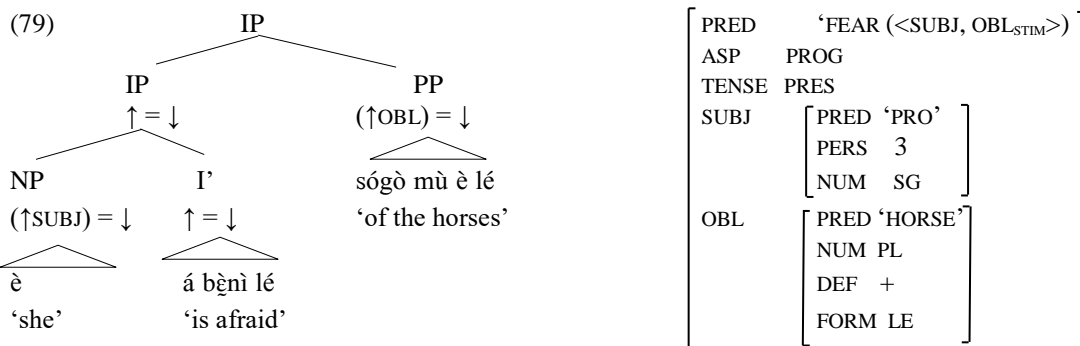 (79) IP
IP PP
↑ = ↓ (↑OBL) = ↓
NP I’ sógò mù è lé
(↑SUBJ) = ↓ ↑ = ↓ ‘of the horses’
è á bɛ̰̀nì lé
‘she’ ‘is afraid’
PRED ‘FEAR (<SUBJ, OBLSTIM>)
ASP PROG
TENSE PRES
SUBJ PRED ‘PRO’
PERS 3
NUM SG
OBL PRED ‘HORSE’
NUM PL
DEF +
FORM LE